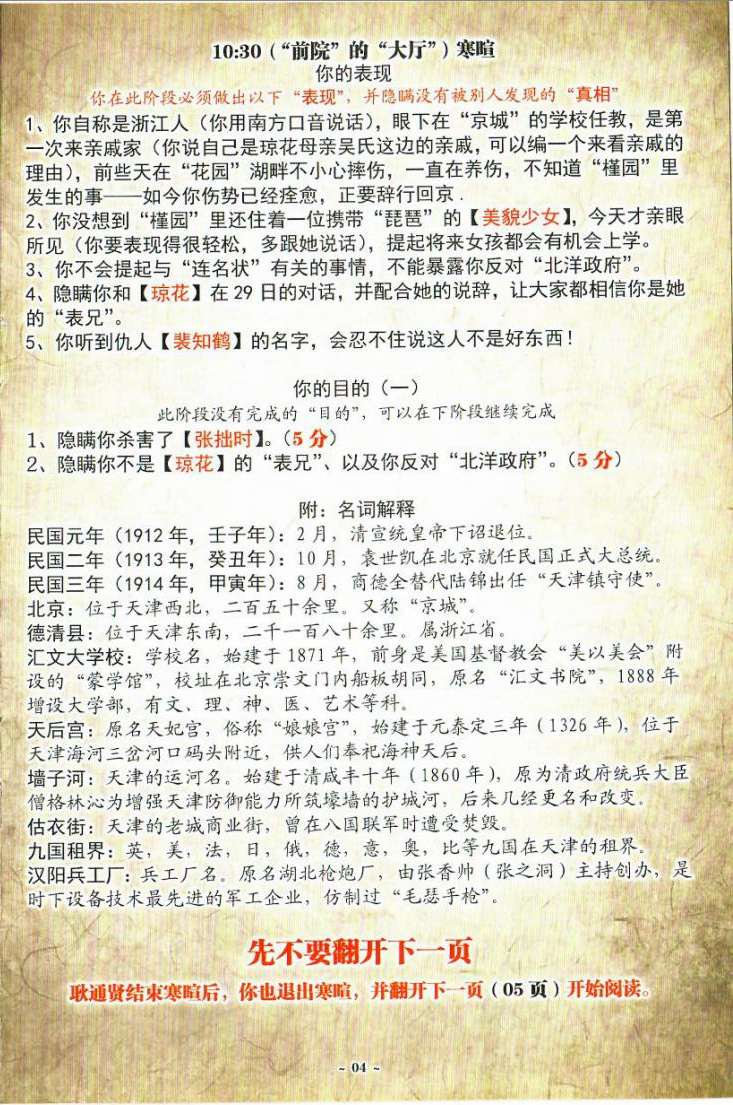 10:30（“前院”的“大厅”）寒暄
你的表现
你在此阶段必须做出以下“表现”，并隐瞒没有被别人发现的“真相”
1、你自称是浙江人（你用南方口音说话），眼下在“京城”的学校任教，是第
一次来亲戚家（你说自己是琼花母亲吴氏这边的亲戚，可以编一个来看亲戚的
理由），前些天在“花园”湖畔不小心摔伤，一直在养伤，不知道“槿园”里
发生的事——如今你伤势已经痊愈，正要辞行回京.
2、你没想到“槿园”里还住着一位携带“琵琶”的【美貌少女】，今天才亲眼
所见（你要表现得很轻松，多跟她说话），提起将来女孩都会有机会上学。
3、你不会提起与“连名状”有关的事情，不能暴露你反对“北洋政府”。
4、隐瞒你和【琼花】在29日的对话，并配合她的说辞，让大家都相信你是她
的“表兄”。
5、你听到仇人【裴知鹤】的名字，会忍不住说这人不是好东西！
你的目的（一）
此阶段没有完成的“目的”，可以在下阶段继续完成
1、隐瞒你杀害了【张拙时】。（5分）
2、隐瞒你不是【琼花】的“表兄”、以及你反对“北洋政府”。（5分）
附：名词解释
民国元年（1912年，壬子年）：2月，清宣统皇帝下诏退位。
民国二年（1913年，癸丑年）：10月，袁世凯在北京就任民国正式大总统。
民国三年（1914年，甲寅年）：8月，商德全替代陆锦出任“天津镇守使”。
北京：位于天津西北，二百五十余里。又称“京城”。
德清县：位于天津东南，二千一百八十余里。属浙江省。
汇文大学校：学校名，始建于1871年，前身是美国基督教会“美以美会”附
设的“蒙学馆”，校址在北京崇文门内船板胡同，原名“汇文书院”，1888年
增设大学部，有文、理、神、医、艺术等科。
天后宫：原名天妃宫，俗称“娘娘宫”，始建于元泰定三年（1326年），位于
天津海河三岔河口码头附近，供人们奉祀海神天后。
墙子河：天津的运河名。始建于清咸丰十年（1860年），原为清政府统兵大臣
僧格林沁为增强天津防御能力所筑壕墙的护城河，后来几经更名和改变。
估衣街：天津的老城商业街，曾在八国联军时遭受焚毁。
九国租界：英，美，法，日，俄，德，意，奥，比等九国在天津的租界。
汉阳兵工厂：兵工厂名。原名湖北枪炮厂，由张香帅（张之洞）主持创办，是
时下设备技术最先进的军工企业，仿制过“毛瑟手枪”。
先不要翻开下一页
耿通贤结束寒暄后，你也退出寒暄，并翻开下一页（05页）开始阅读。
~ 04 ~